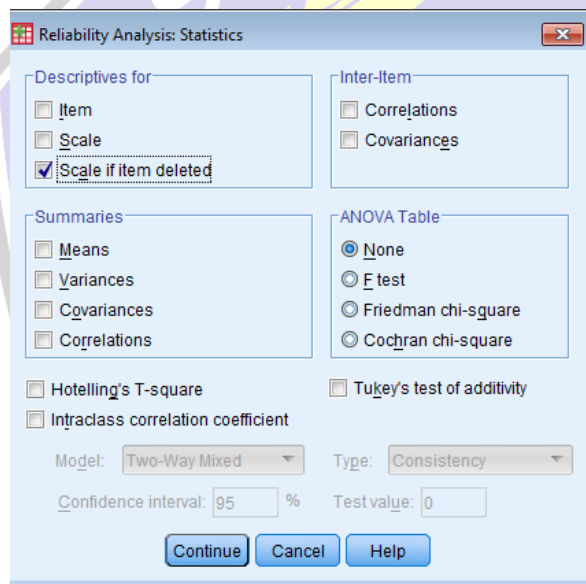 Reliability Analysis: Statistics
Descriptives for
Item
Scale
Scale if item deleted
Inter-Item
Correlations
Covariances
Summaries
Means
Variances
Covariances
Correlations
ANOVA Table
None
F test
Friedman chi-square
Cochran chi-square
Hotelling's T-square
Tukey's test of additivity
Intraclass correlation coefficient
Model: Two-Way Mixed Type: Consistency
Confidence interval: 95 % Test value: 0
Continue Cancel Help